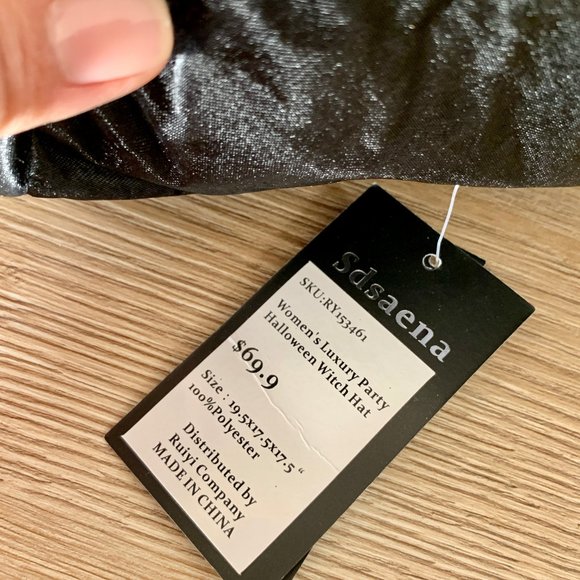 Sdsaena
SKU:RY153461
Women's Luxury Party
Halloween Witch Hat
$69.9
Size : 19.5x17.5x17.5 “
100%Polyester
Distributed by
Ruiyi Company
MADE IN CHINA